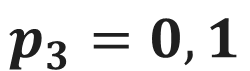 p₃ = 0,1